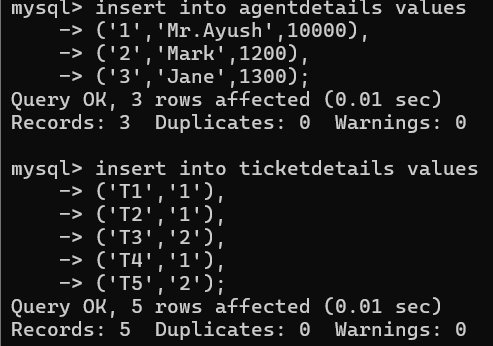 mysql> insert into agentdetails values
    -> ('1','Mr.Ayush',10000),
    -> ('2','Mark',1200),
    -> ('3','Jane',1300);
Query OK, 3 rows affected (0.01 sec)
Records: 3  Duplicates: 0  Warnings: 0

mysql> insert into ticketdetails values
    -> ('T1','1'),
    -> ('T2','1'),
    -> ('T3','2'),
    -> ('T4','1'),
    -> ('T5','2');
Query OK, 5 rows affected (0.01 sec)
Records: 5  Duplicates: 0  Warnings: 0